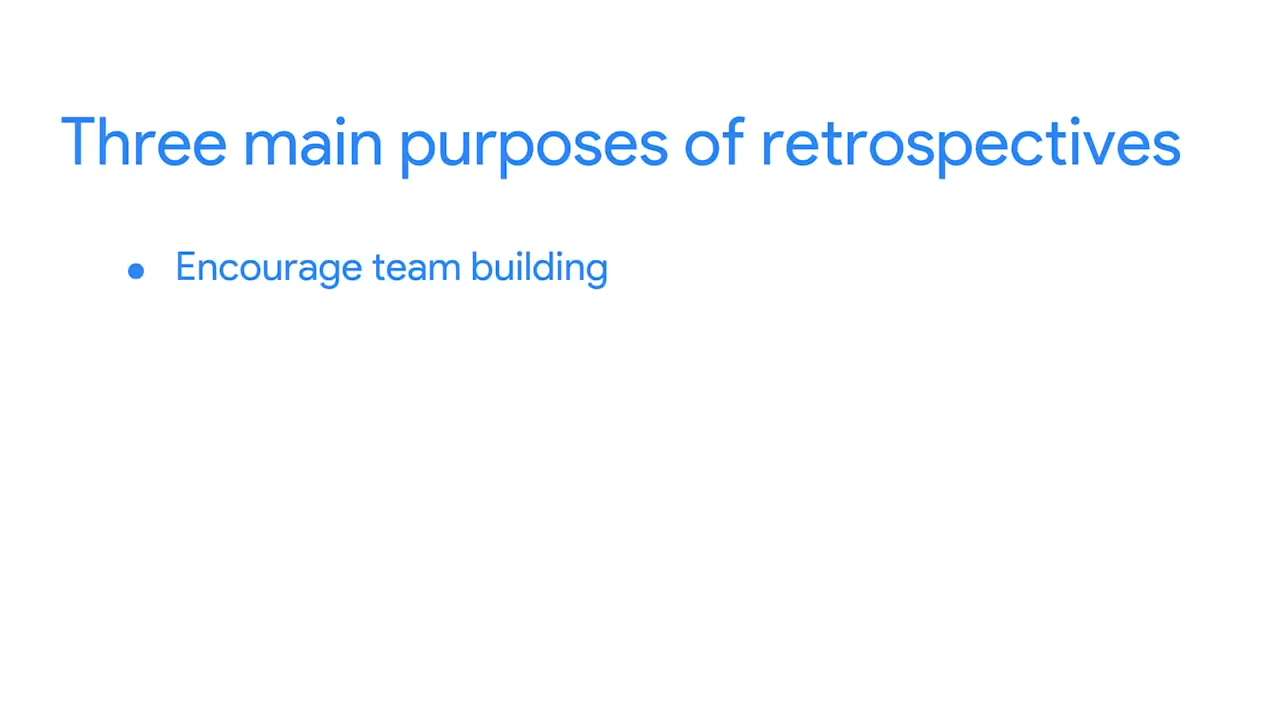 Three main purposes of retrospectives
● Encourage team building